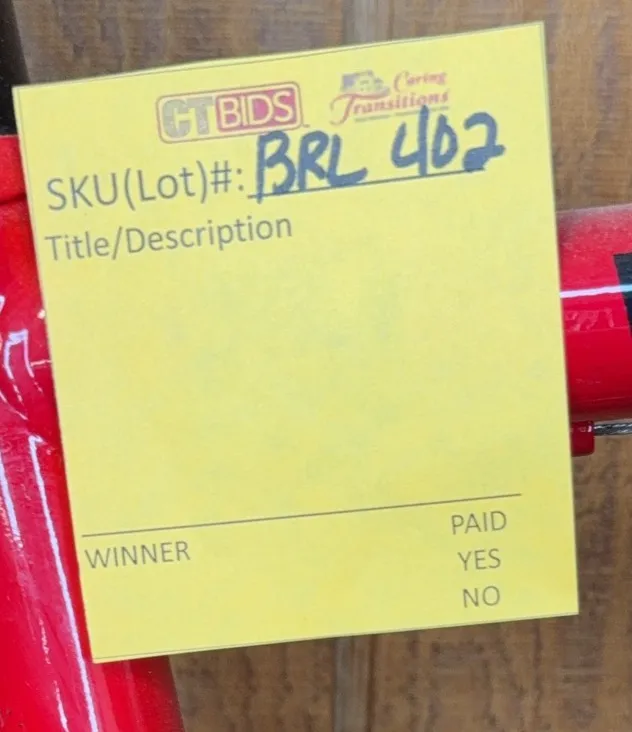 CTBIDS
Caring
Transitions
SKU(Lot)#: BRL 402
Title/Description
WINNER
PAID
YES
NO